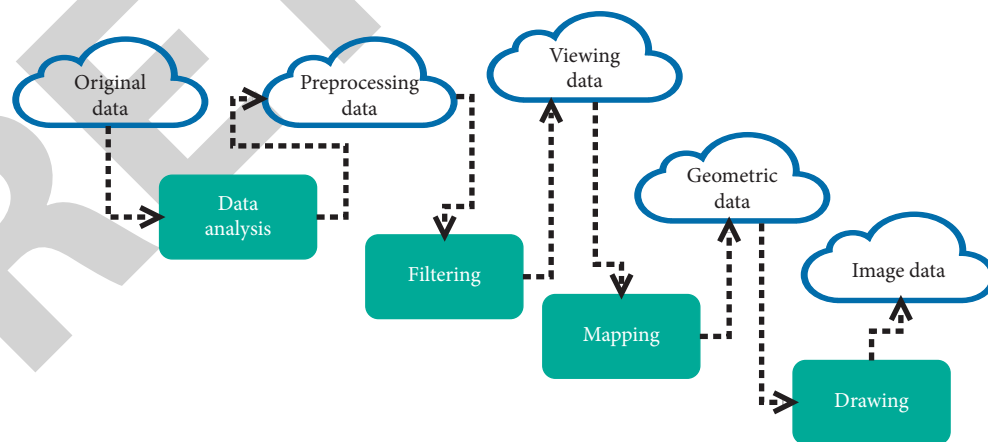 Original
data
Data
analysis
Preprocessing
data
Filtering
Viewing
data
Mapping
Geometric
data
Drawing
Image data